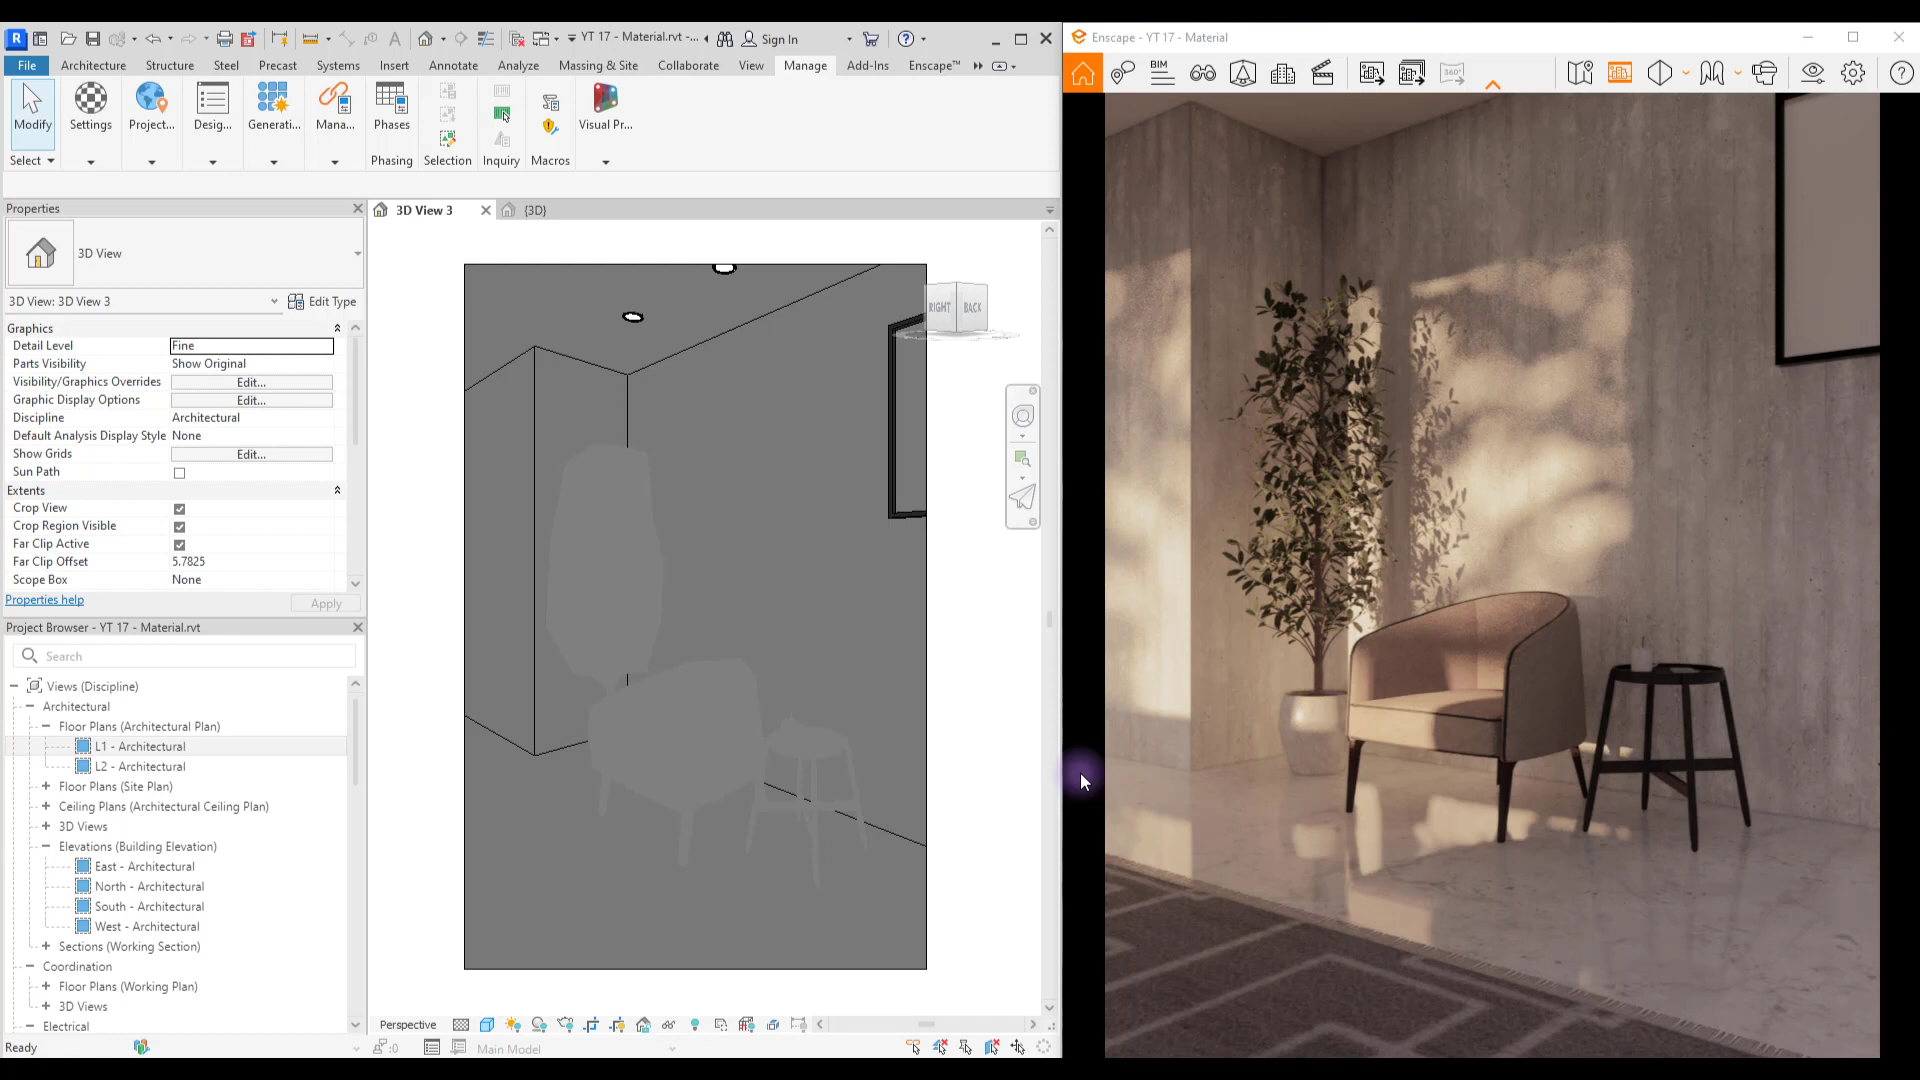 R
YT 17 - Material.rvt -...
Sign In
File
Architecture
Structure
Steel
Precast
Systems
Insert
Annotate
Analyze
Massing & Site
Collaborate
View
Manage
Add-Ins
Enscape™
Modify
Settings
Project...
Desig...
Generati...
Mana...
Phases
Visual Pr...
Select
Phasing
Selection
Inquiry
Macros
Properties
3D View
3D View: 3D View 3
Edit Type
Graphics
Detail Level
Fine
Parts Visibility
Show Original
Visibility/Graphics Overrides
Edit...
Graphic Display Options
Edit...
Discipline
Architectural
Default Analysis Display Style
None
Show Grids
Edit...
Sun Path
Extents
Crop View
Crop Region Visible
Far Clip Active
Far Clip Offset
5.7825
Scope Box
None
Properties help
Apply
Project Browser - YT 17 - Material.rvt
Search
Views (Discipline)
Architectural
Floor Plans (Architectural Plan)
L1 - Architectural
L2 - Architectural
Floor Plans (Site Plan)
Ceiling Plans (Architectural Ceiling Plan)
3D Views
Elevations (Building Elevation)
East - Architectural
North - Architectural
South - Architectural
West - Architectural
Sections (Working Section)
Coordination
Floor Plans (Working Plan)
3D Views
Electrical
Ready
3D View 3
{3D}
RIGHT
BACK
Perspective
:0
Main Model
Enscape - YT 17 - Material
BIM
360°